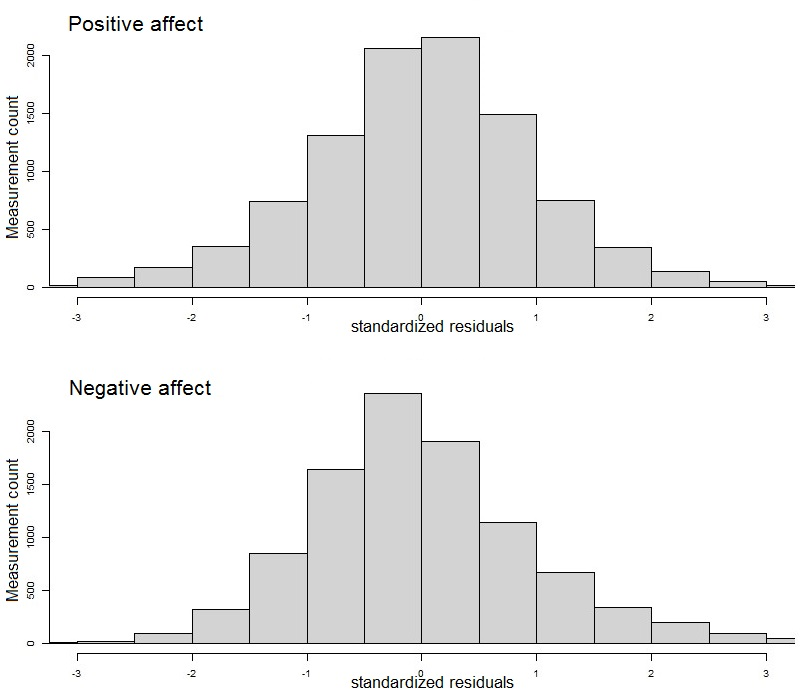 Positive affect
Measurement count
2000
1500
1000
500
0
-3 -2 -1 0 1 2 3
standardized residuals
Negative affect
Measurement count
2000
1500
1000
500
0
-3 -2 -1 0 1 2 3
standardized residuals